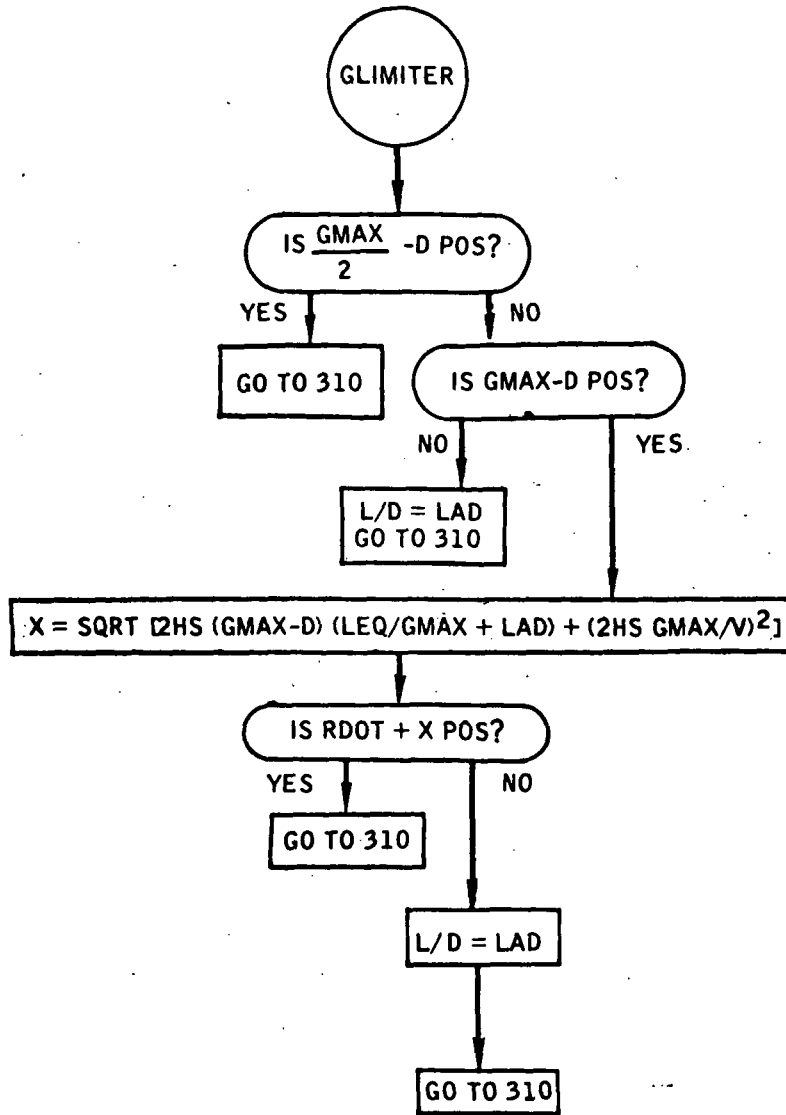 GLIMITER
IS GMAX/2 -D POS?
YES
NO
GO TO 310
IS GMAX-D POS?
NO
YES
L/D = LAD
GO TO 310
X = SQRT [2HS (GMAX-D) (LEQ/GMAX + LAD) + (2HS GMAX/V)²]
IS RDOT + X POS?
YES
NO
GO TO 310
L/D = LAD
GO TO 310